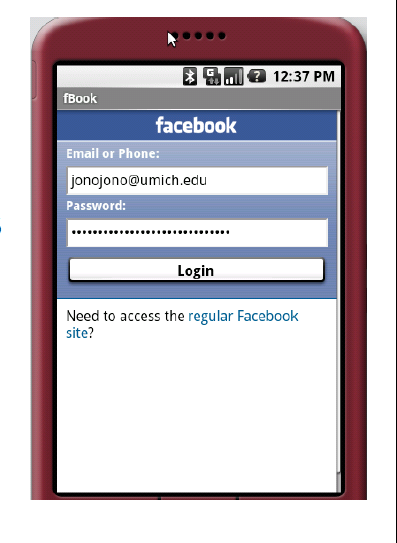 12:37 PM
fBook
facebook
Email or Phone:
jonojono@umich.edu
Password:
••••••••••••••••••••••••••••••
Login
Need to access the regular Facebook
site?